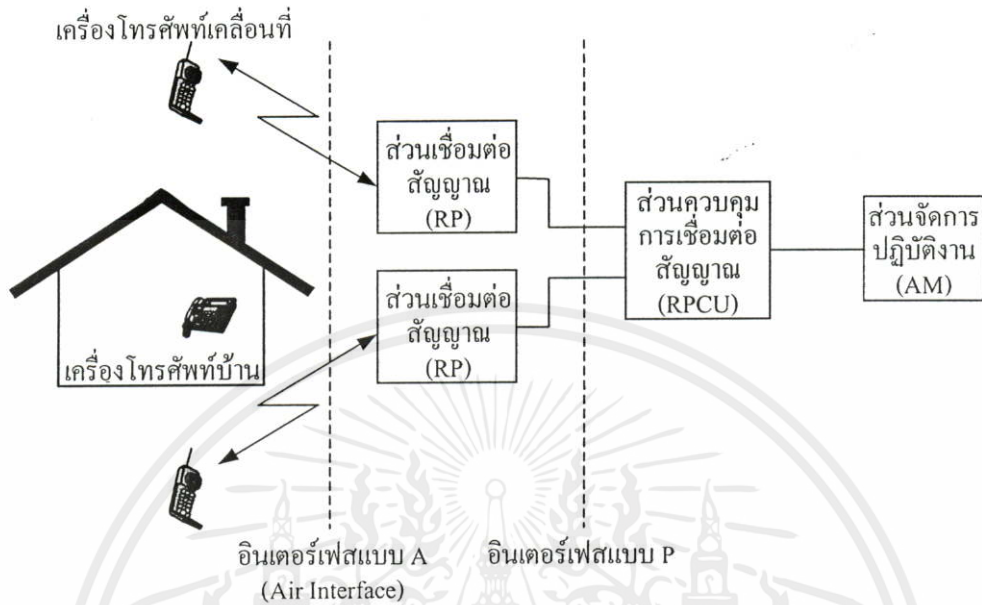 เครื่องโทรศัพท์เคลื่อนที่
ส่วนเชื่อมต่อ
สัญญาณ
(RP)
ส่วนควบคุม
การเชื่อมต่อ
สัญญาณ
(RPCU)
ส่วนจัดการ
ปฏิบัติงาน
(AM)
ส่วนเชื่อมต่อ
สัญญาณ
(RP)
เครื่องโทรศัพท์บ้าน
อินเตอร์เฟสแบบ A
(Air Interface)
อินเตอร์เฟสแบบ P